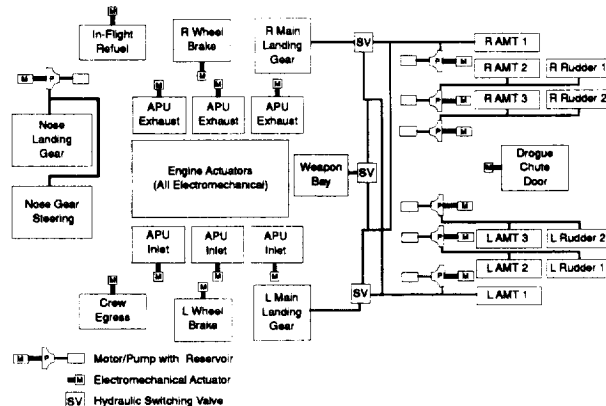 M
In-Flight
Refuel
M
R Wheel
Brake
M
R Main
Landing
Gear
SV
R AMT 1
M
P
P
M
R AMT 2
R Rudder 1
APU
Exhaust
APU
Exhaust
APU
Exhaust
P
M
R AMT 3
R Rudder 2
P
M
Nose
Landing
Gear
Nose Gear
Steering
Engine Actuators
(All Electromechanical)
Weapon
Bay
SV
M
Drogue
Chute
Door
P
M
APU
Inlet
APU
Inlet
APU
Inlet
P
M
L AMT 3
L Rudder 2
M
M
M
P
M
L AMT 2
L Rudder 1
M
Crew
Egress
M
L Wheel
Brake
L Main
Landing
Gear
SV
L AMT 1
M
P
Motor/Pump with Reservoir
M
Electromechanical Actuator
SV
Hydraulic Switching Valve